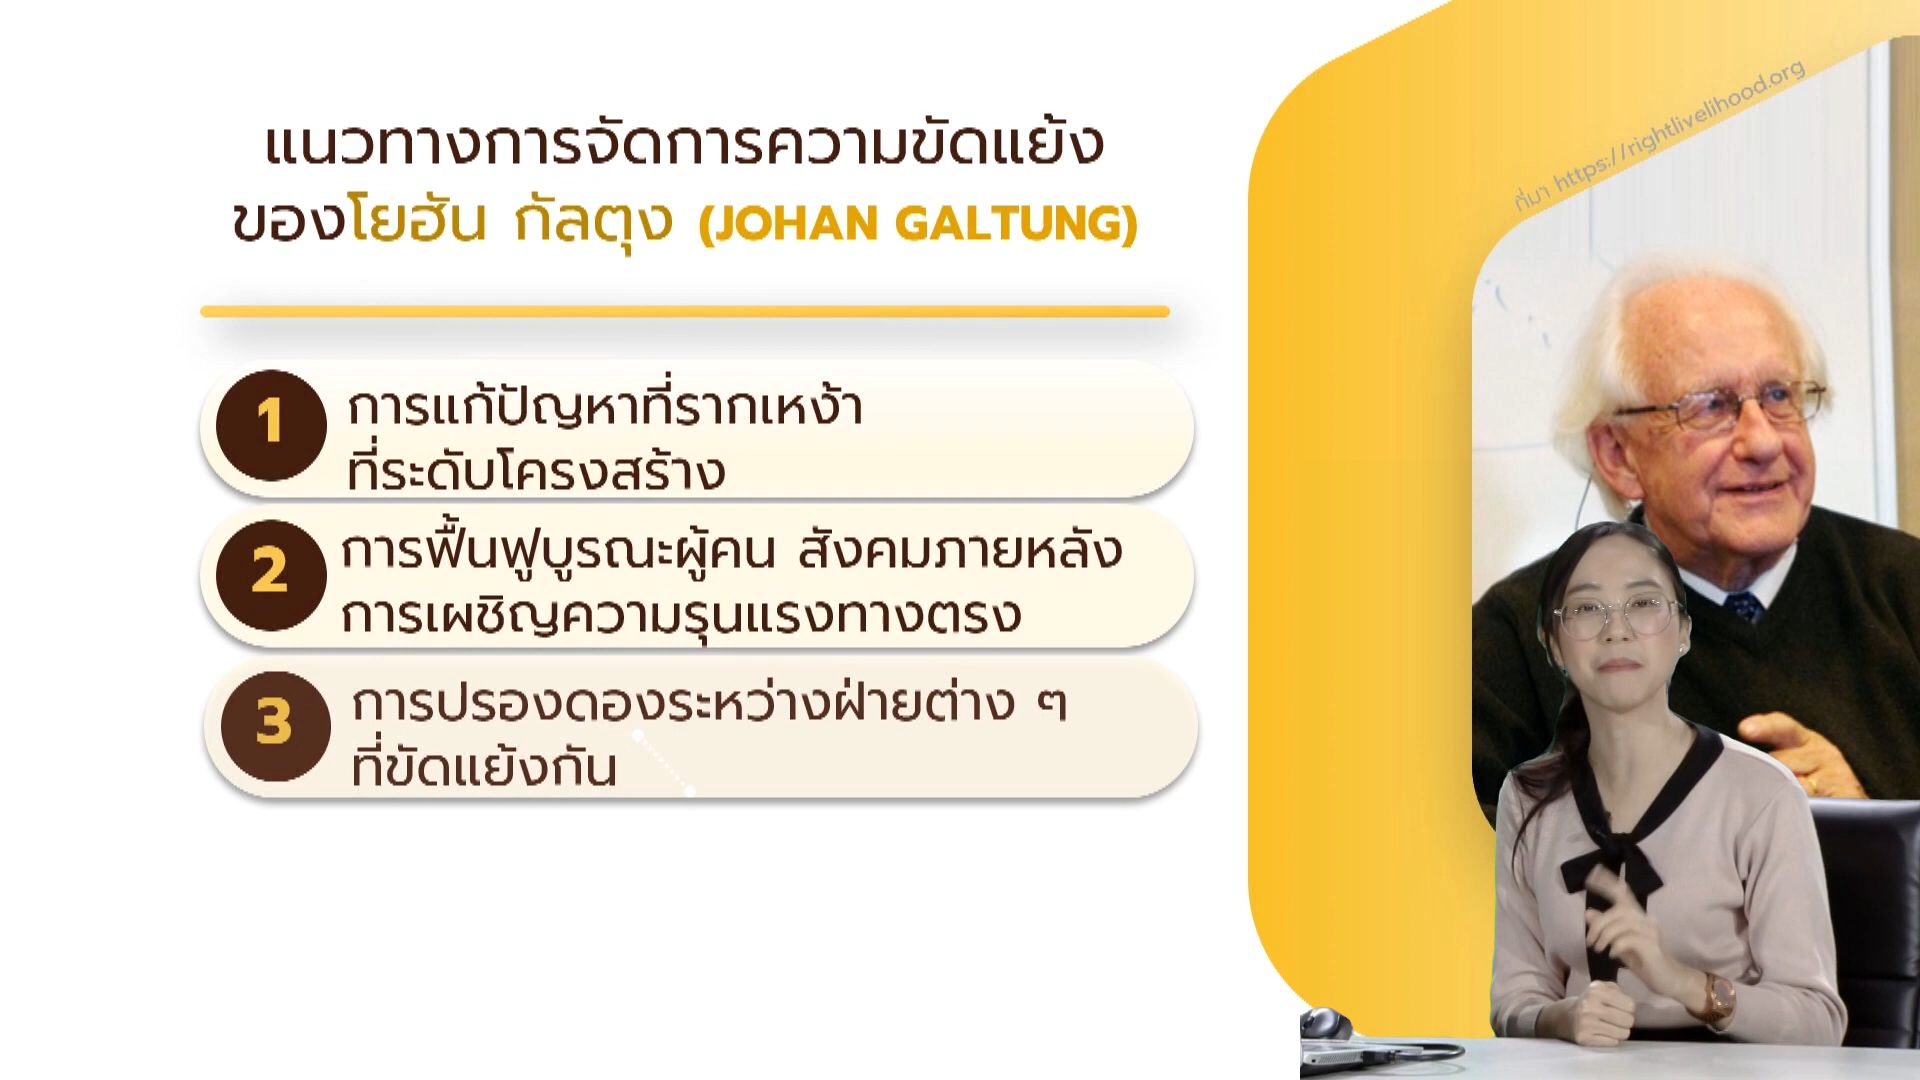 แนวทางการจัดการความขัดแย้ง
ของโยฮัน กัลตุง (JOHAN GALTUNG)
ที่มา https://rightlivelihood.org
1 การแก้ปัญหาที่รากเหง้า
ที่ระดับโครงสร้าง
2 การฟื้นฟูบูรณะผู้คน สังคมภายหลัง
การเผชิญความรุนแรงทางตรง
3 การปรองดองระหว่างฝ่ายต่าง ๆ
ที่ขัดแย้งกัน